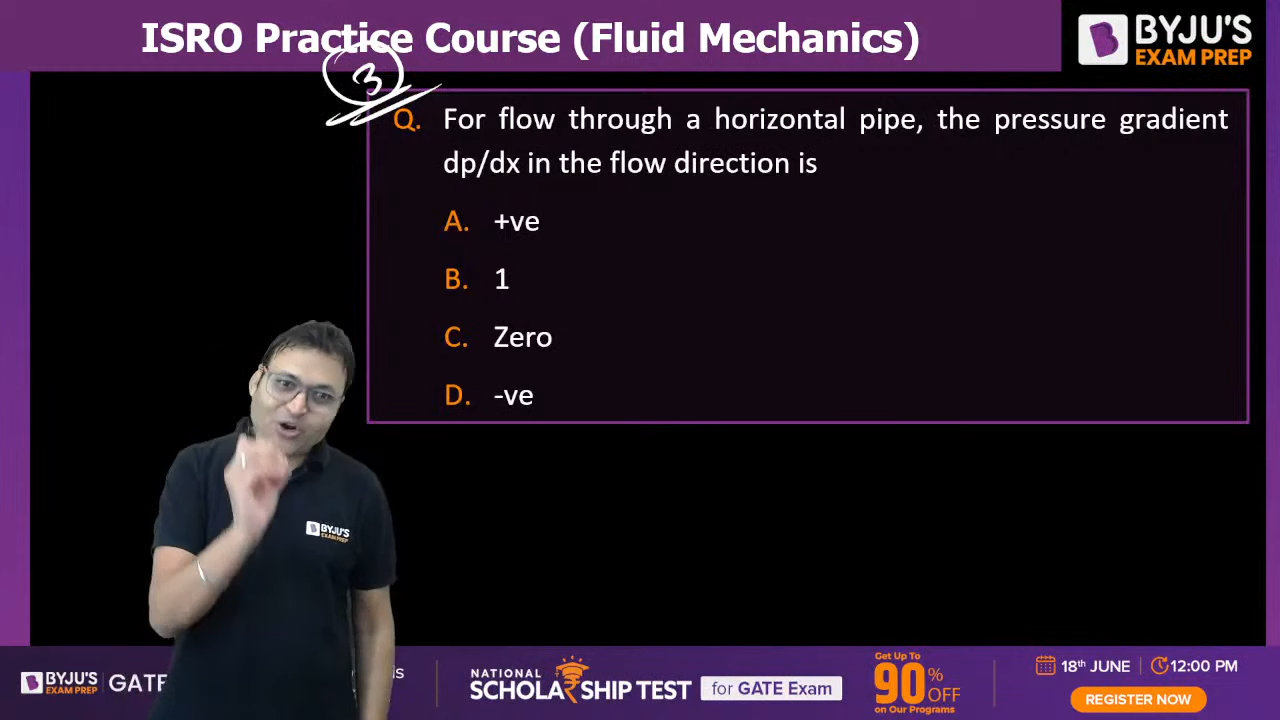 ISRO Practice Course (Fluid Mechanics)
BYJU'S
EXAM PREP
3
Q. For flow through a horizontal pipe, the pressure gradient
dp/dx in the flow direction is
A. +ve
B. 1
C. Zero
D. -ve
BYJU'S
EXAM PREP
BYJU'S
EXAM PREP
GATE
is
NATIONAL
SCHOLARSHIP TEST
for GATE Exam
Get Up To
90% OFF
on Our Programs
18th JUNE
12:00 PM
REGISTER NOW